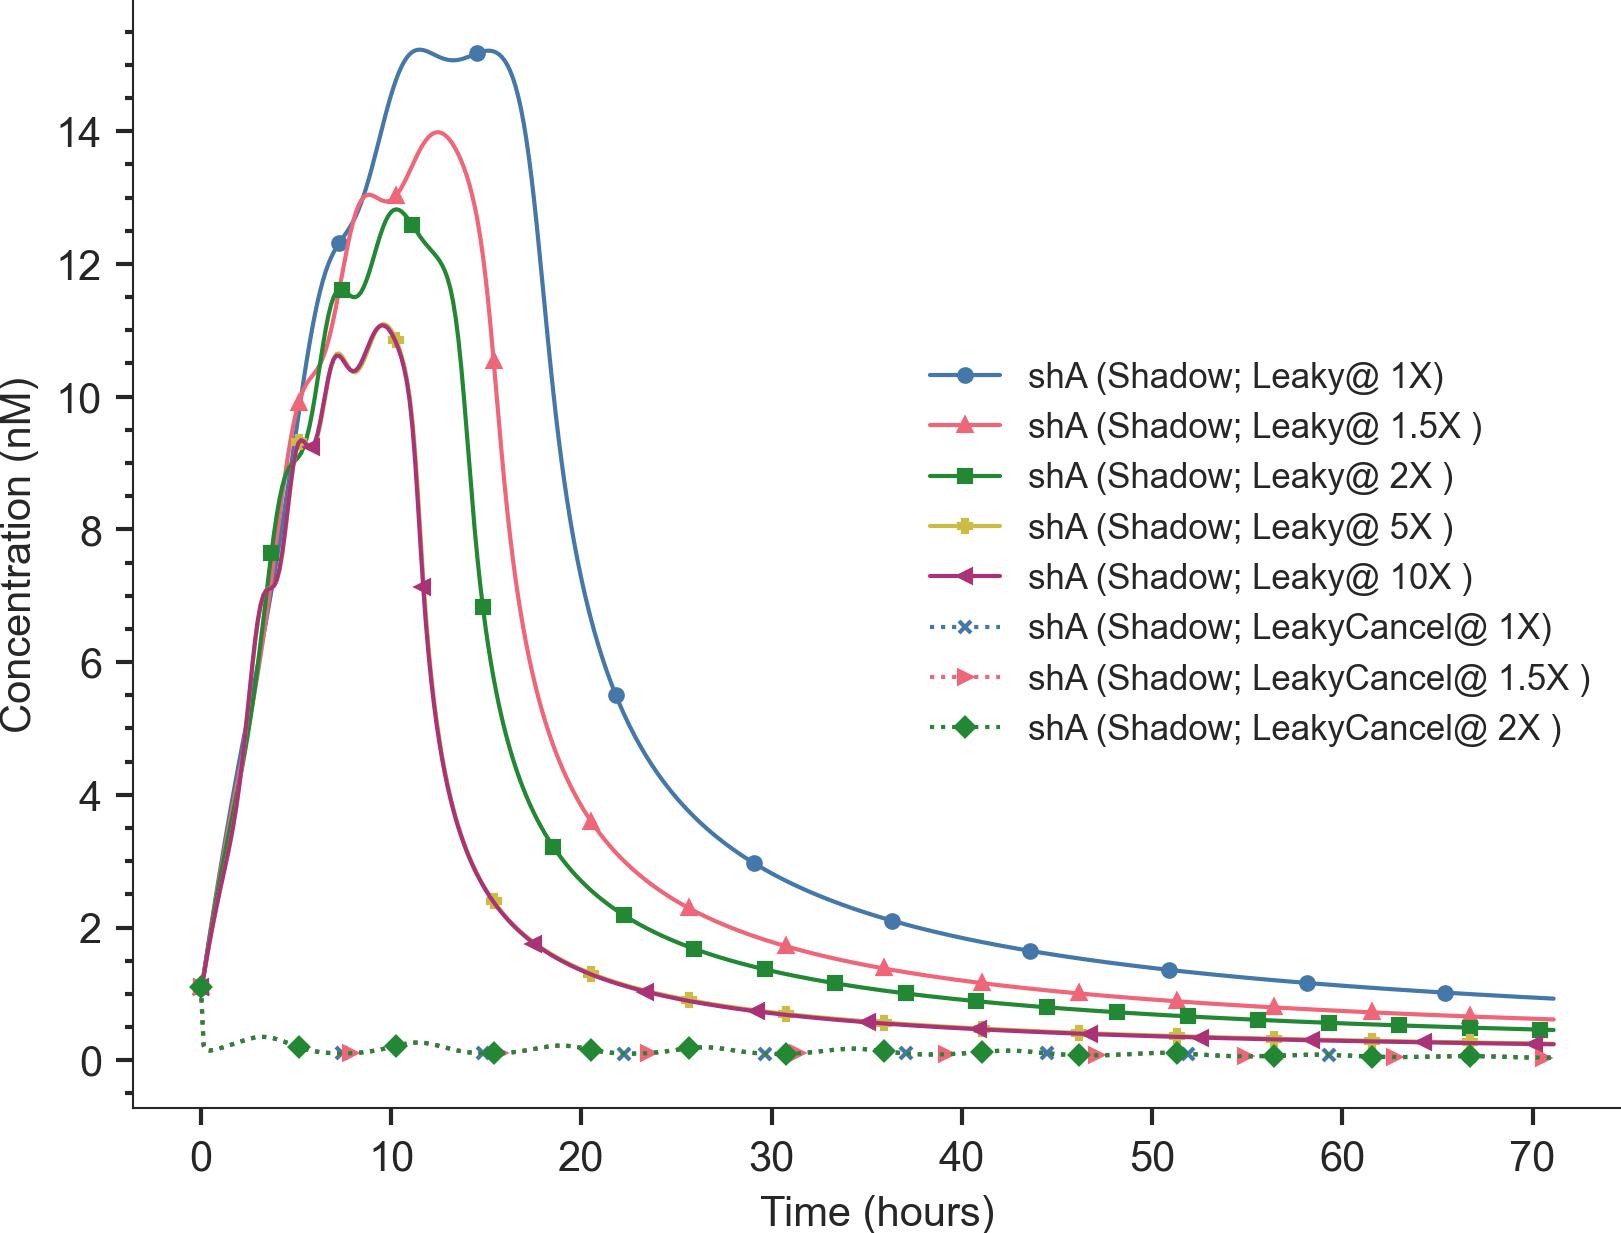 Concentration (nM)
14
12
10
8
6
4
2
0
shA (Shadow; Leaky@ 1X)
shA (Shadow; Leaky@ 1.5X )
shA (Shadow; Leaky@ 2X )
shA (Shadow; Leaky@ 5X )
shA (Shadow; Leaky@ 10X )
shA (Shadow; LeakyCancel@ 1X)
shA (Shadow; LeakyCancel@ 1.5X )
shA (Shadow; LeakyCancel@ 2X )
0 10 20 30 40 50 60 70
Time (hours)